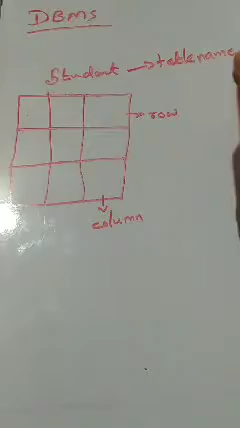 DBMS
Student → table name
→ row
column